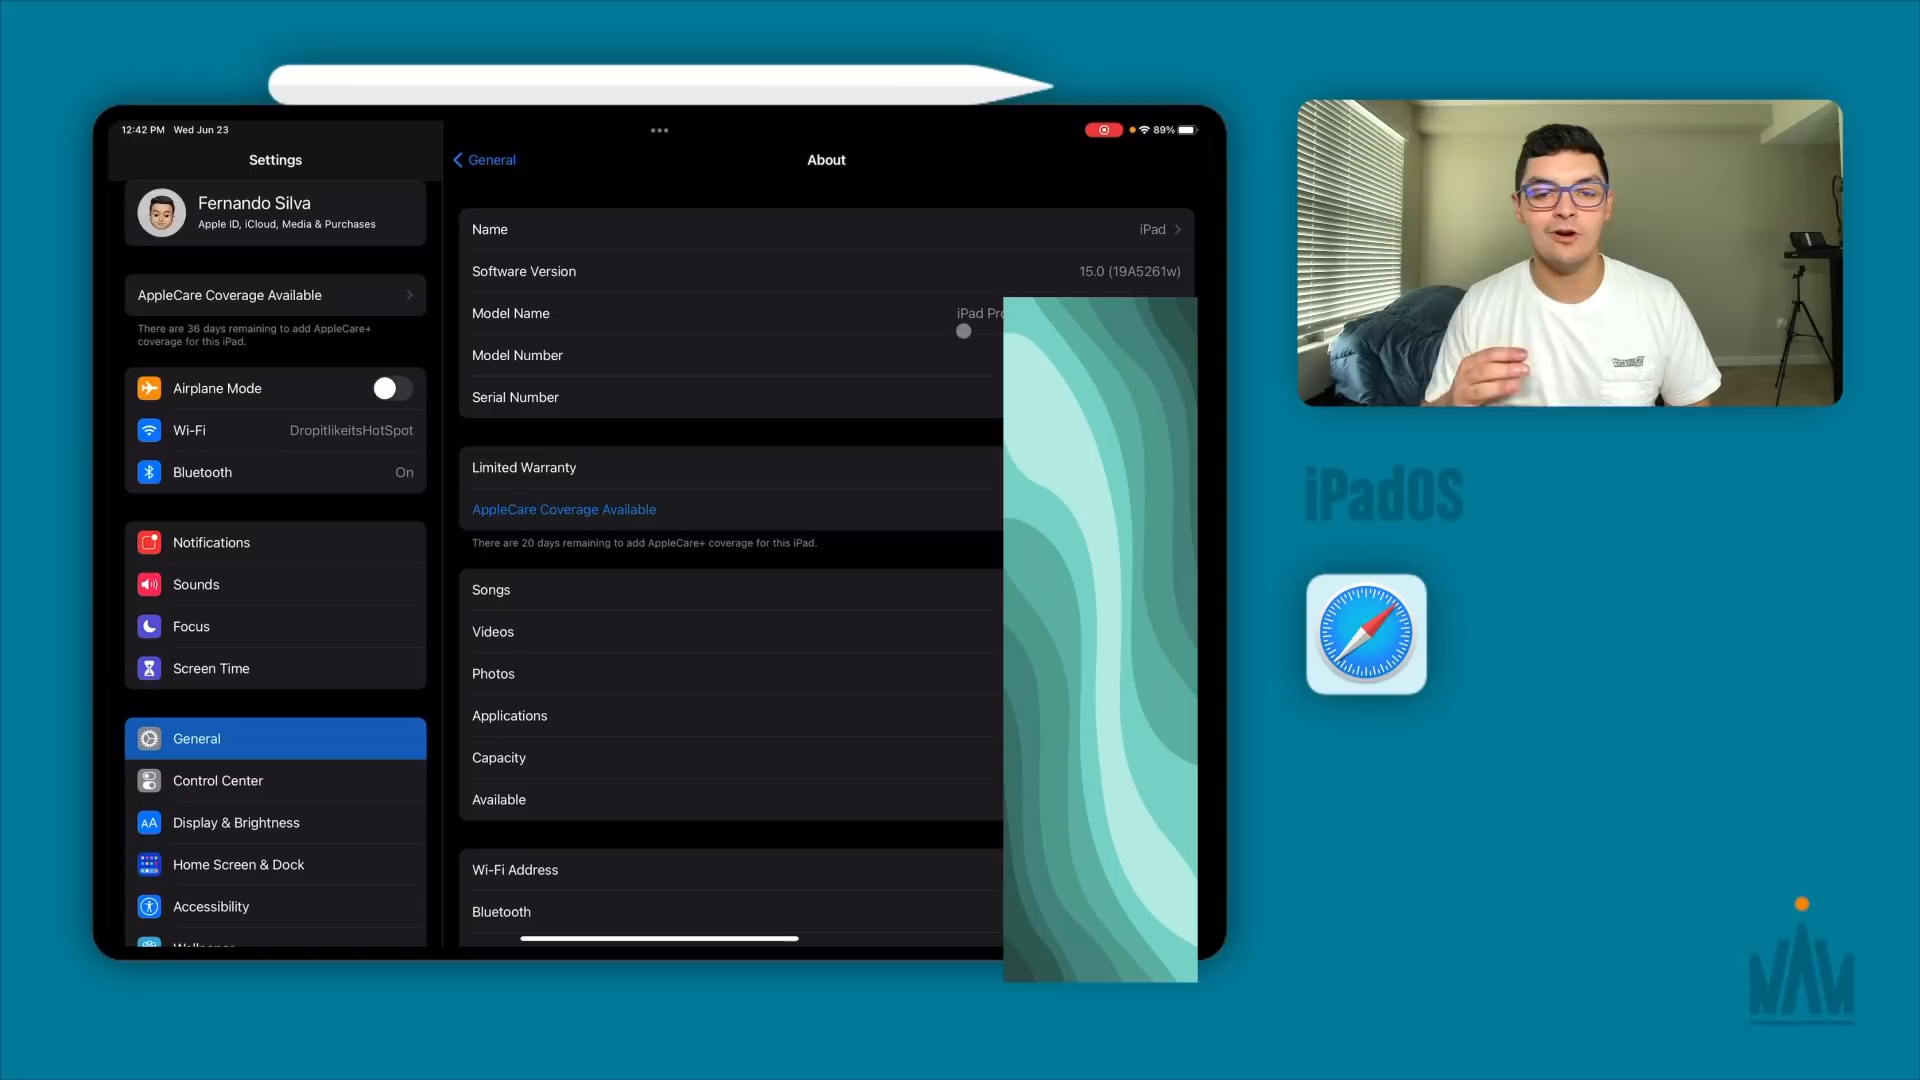 12:42 PM Wed Jun 23
89%
Settings
General
About
Fernando Silva
Apple ID, iCloud, Media & Purchases
AppleCare Coverage Available
There are 36 days remaining to add AppleCare+
coverage for this iPad.
Airplane Mode
Wi-Fi DropitlikeitsHotSpot
Bluetooth On
Notifications
Sounds
Focus
Screen Time
General
Control Center
AA Display & Brightness
Home Screen & Dock
Accessibility
Name iPad
Software Version 15.0 (19A5261w)
Model Name iPad
Model Number
Serial Number
Limited Warranty
AppleCare Coverage Available
There are 20 days remaining to add AppleCare+ coverage for this iPad.
Songs
Videos
Photos
Applications
Capacity
Available
Wi-Fi Address
Bluetooth
iPadOS